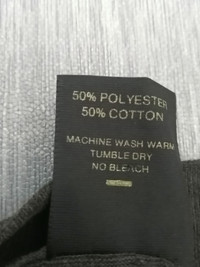 50% POLYESTER
50% COTTON
MACHINE WASH WARM
TUMBLE DRY
NO BLEACH